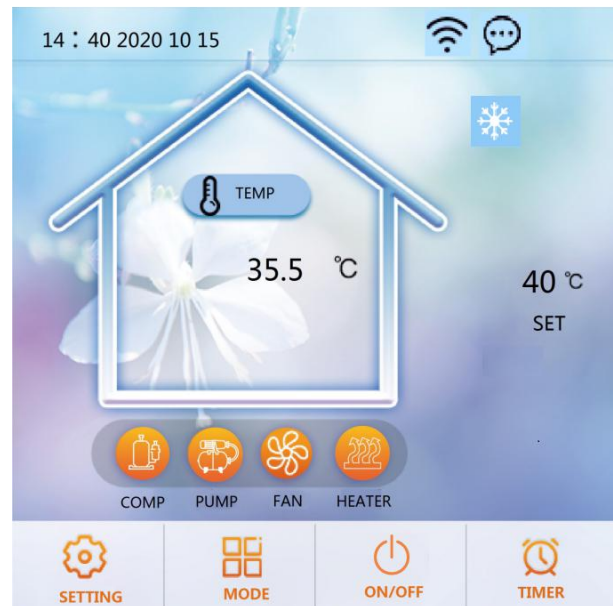 14：40 2020 10 15
TEMP
35.5 ℃
40 ℃
SET
COMP PUMP FAN HEATER
SETTING MODE ON/OFF TIMER